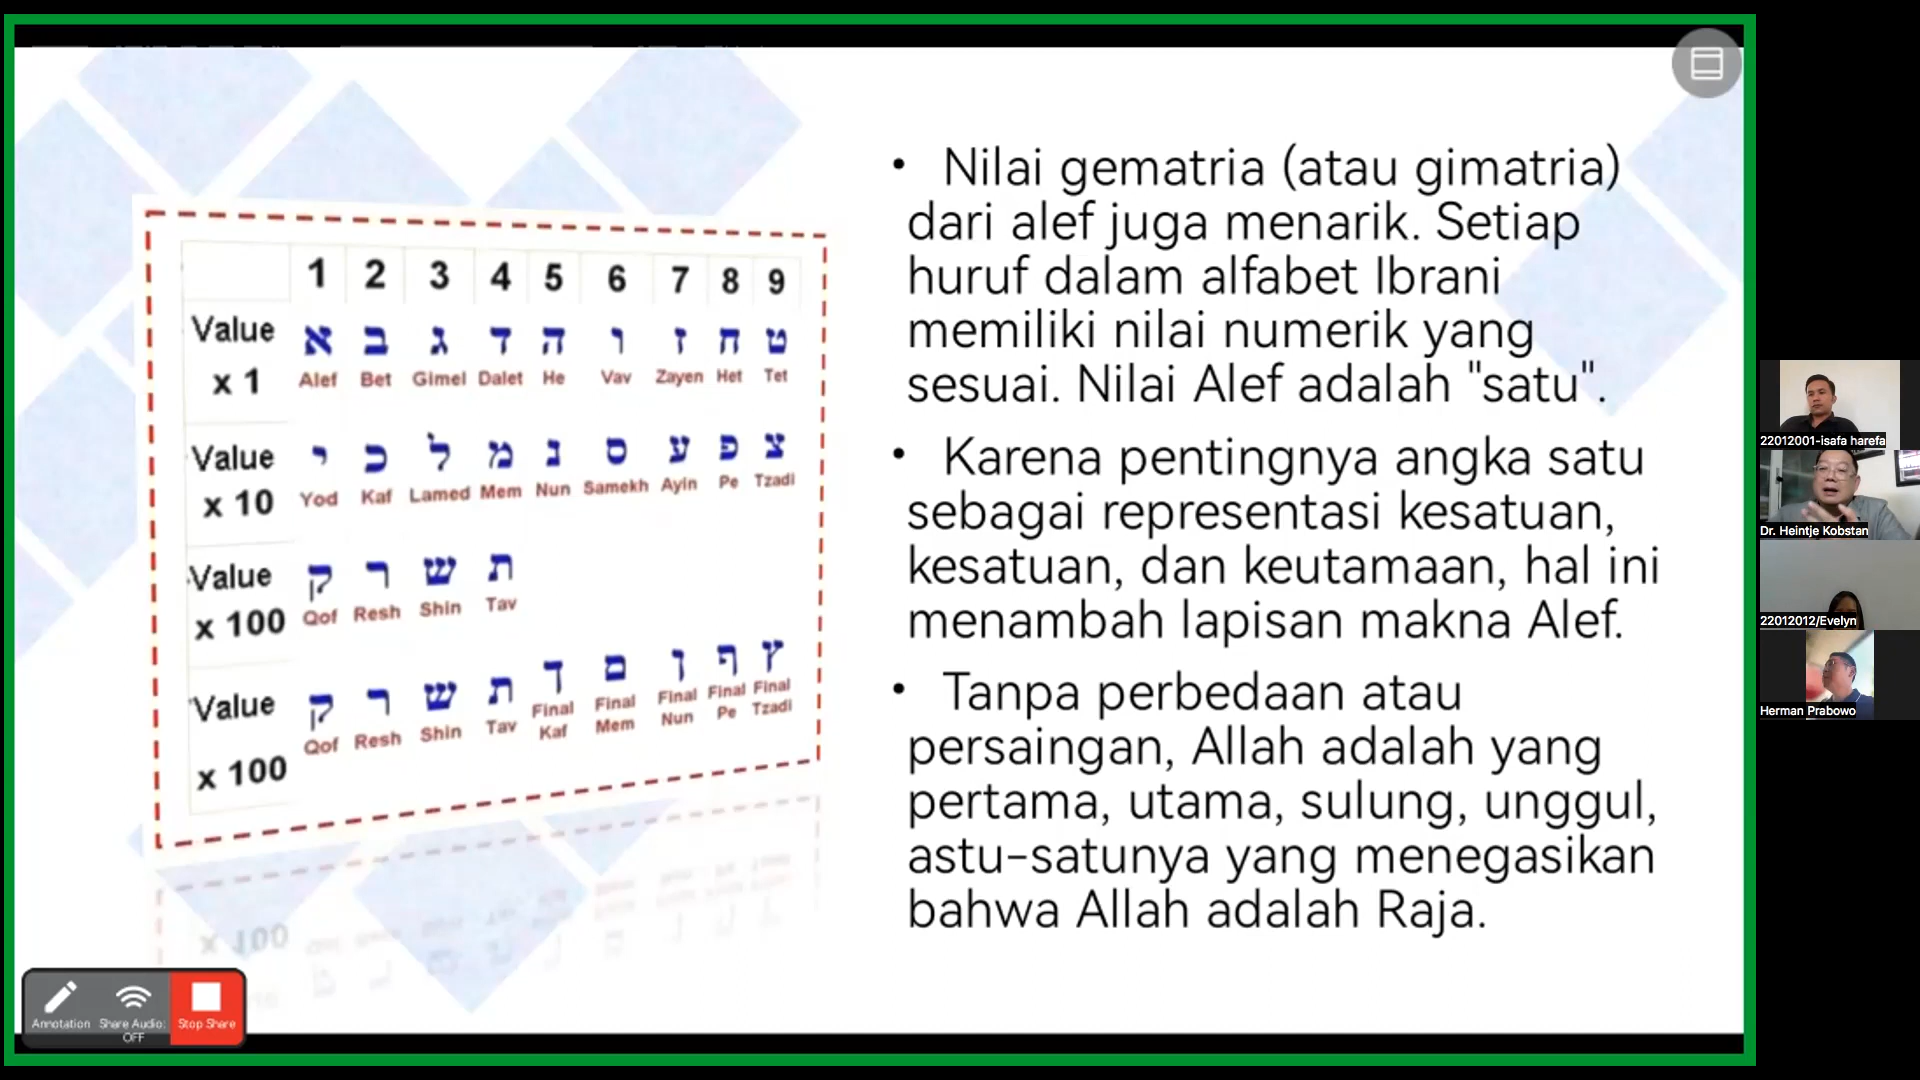 1 2 3 4 5 6 7 8 9
Value א ב ג ד ה ו ז ח ט
x 1 Alef Bet Gimel Dalet He Vav Zayen Het Tet
Value י כ ל מ נ ס ע פ צ
x 10 Yod Kaf Lamed Mem Nun Samekh Ayin Pe Tzadi
Value ק ר ש ת
x 100 Qof Resh Shin Tav
Value ק ר ש ת ך ם ן ף ץ
x 100 Qof Resh Shin Tav Final Kaf Final Mem Final Nun Final Pe Final Tzadi
• Nilai gematria (atau gimatria)
dari alef juga menarik. Setiap
huruf dalam alfabet Ibrani
memiliki nilai numerik yang
sesuai. Nilai Alef adalah "satu".
• Karena pentingnya angka satu
sebagai representasi kesatuan,
kesatuan, dan keutamaan, hal ini
menambah lapisan makna Alef.
• Tanpa perbedaan atau
persaingan, Allah adalah yang
pertama, utama, sulung, unggul,
astu-satunya yang menegasikan
bahwa Allah adalah Raja.
x 100
Annotation Share Audio: Stop Share
OFF
22012001-isafa harefa
Dr. Heintje Kobstan
22012012/Evelyn
Herman Prabowo